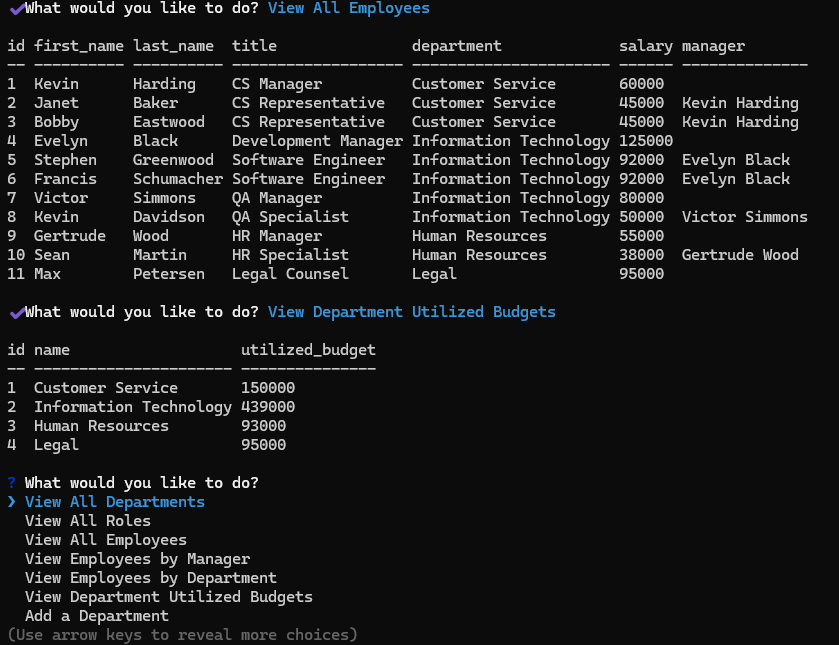 ✔What would you like to do? View All Employees
id first_name last_name  title               department             salary manager
-- ---------- ---------- ------------------- ---------------------- ------ --------------
1  Kevin      Harding    CS Manager          Customer Service       60000
2  Janet      Baker      CS Representative   Customer Service       45000  Kevin Harding
3  Bobby      Eastwood   CS Representative   Customer Service       45000  Kevin Harding
4  Evelyn     Black      Development Manager Information Technology 125000
5  Stephen    Greenwood  Software Engineer   Information Technology 92000  Evelyn Black
6  Francis    Schumacher Software Engineer   Information Technology 92000  Evelyn Black
7  Victor     Simmons    QA Manager          Information Technology 80000
8  Kevin      Davidson   QA Specialist       Information Technology 50000  Victor Simmons
9  Gertrude   Wood       HR Manager          Human Resources        55000
10 Sean       Martin     HR Specialist       Human Resources        38000  Gertrude Wood
11 Max        Petersen   Legal Counsel       Legal                  95000
✔What would you like to do? View Department Utilized Budgets
id name                   utilized_budget
-- ---------------------- ---------------
1  Customer Service       150000
2  Information Technology 439000
3  Human Resources        93000
4  Legal                  95000
? What would you like to do?
❯ View All Departments
  View All Roles
  View All Employees
  View Employees by Manager
  View Employees by Department
  View Department Utilized Budgets
  Add a Department
(Use arrow keys to reveal more choices)